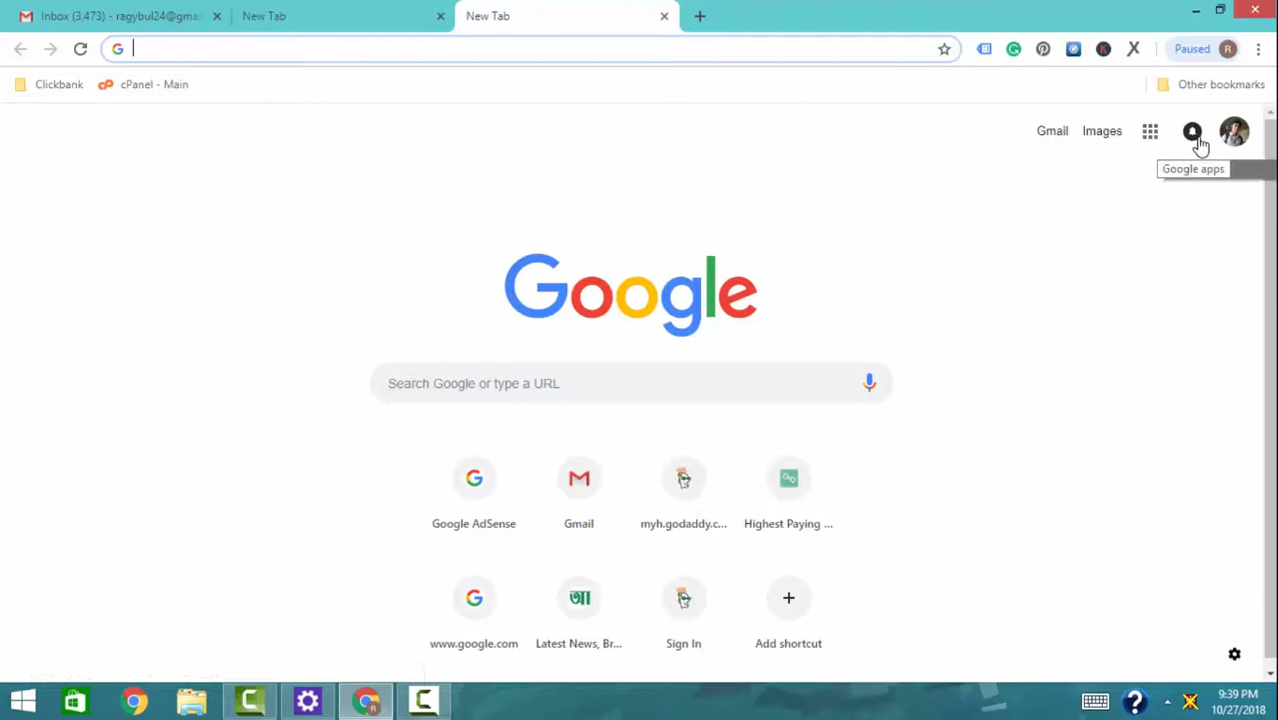 Inbox (3,473) - ragybul24@gmai
New Tab
New Tab
Paused
R
Clickbank
cP cPanel - Main
Other bookmarks
Gmail
Images
Google apps
Google
Search Google or type a URL
Google AdSense
Gmail
myh.godaddy.c...
Highest Paying ...
আ
www.google.com
Latest News, Br...
Sign In
Add shortcut
9:39 PM
10/27/2018